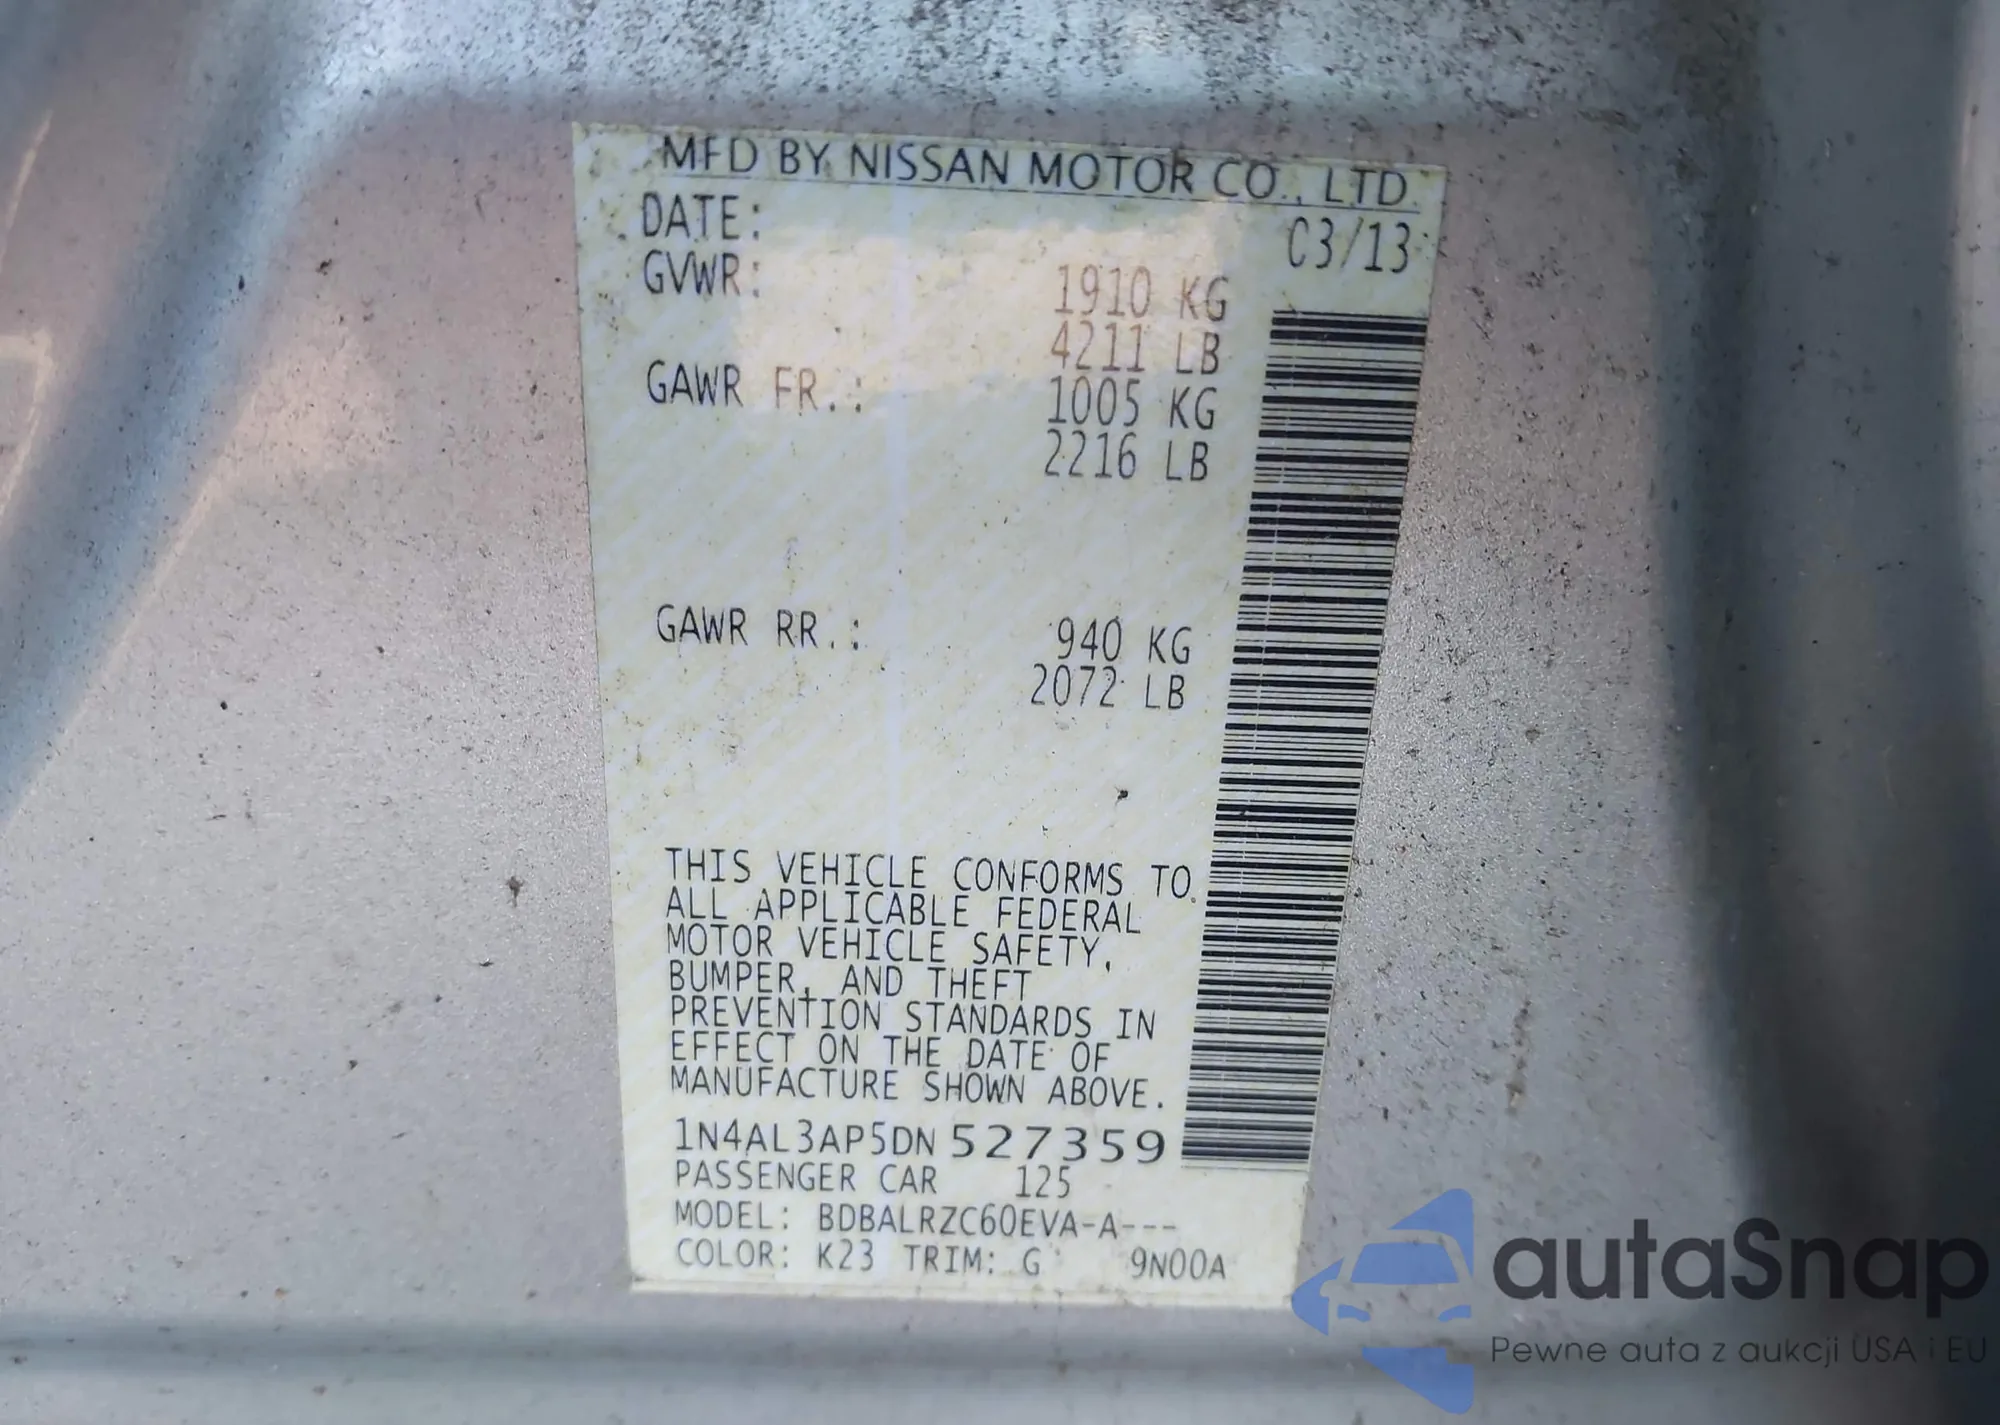 MFD BY NISSAN MOTOR CO., LTD.
DATE: C3/13
GVWR: 1910 KG
4211 LB
GAWR FR.: 1005 KG
2216 LB
GAWR RR.: 940 KG
2072 LB
THIS VEHICLE CONFORMS TO
ALL APPLICABLE FEDERAL
MOTOR VEHICLE SAFETY,
BUMPER, AND THEFT
PREVENTION STANDARDS IN
EFFECT ON THE DATE OF
MANUFACTURE SHOWN ABOVE.
1N4AL3AP5DN527359
PASSENGER CAR 125
MODEL: BDBALRZC60EVA-A---
COLOR: K23 TRIM: G 9N00A
autaSnap
Pewne auta z aukcji USA i EU